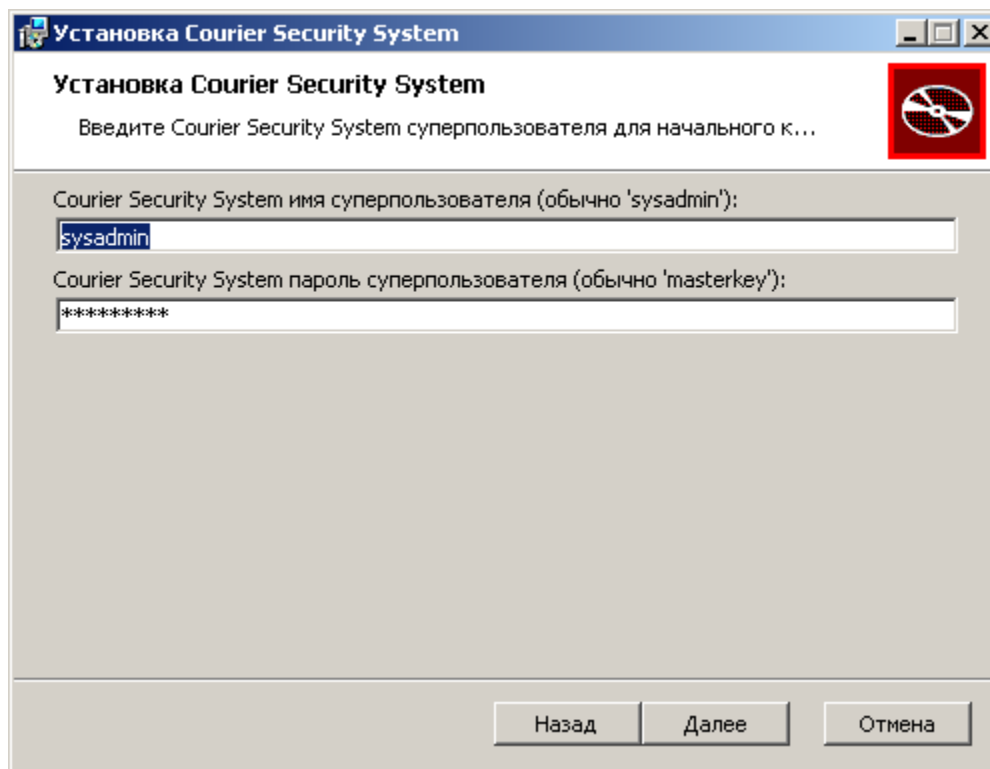 Установка Courier Security System
Установка Courier Security System
Введите Courier Security System суперпользователя для начального к...
Courier Security System имя суперпользователя (обычно 'sysadmin'):
sysadmin
Courier Security System пароль суперпользователя (обычно 'masterkey'):
*********
Назад Далее Отмена